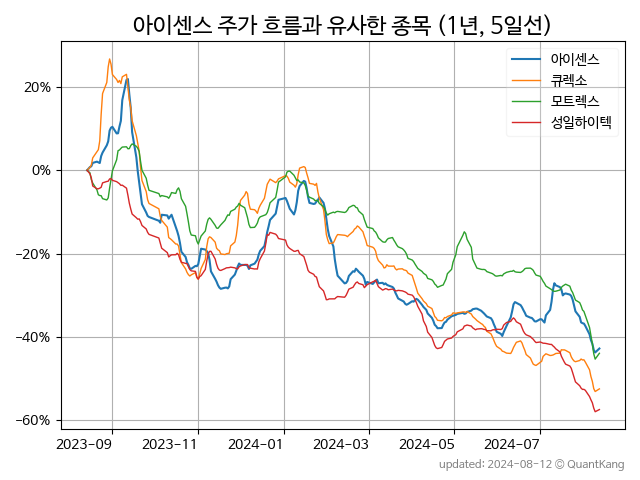 아이센스 주가 흐름과 유사한 종목 (1년, 5일선)
아이센스
큐렉소
모트렉스
성일하이텍
20%
0%
−20%
−40%
−60%
2023-09
2023-11
2024-01
2024-03
2024-05
2024-07
updated: 2024-08-12 © QuantKang